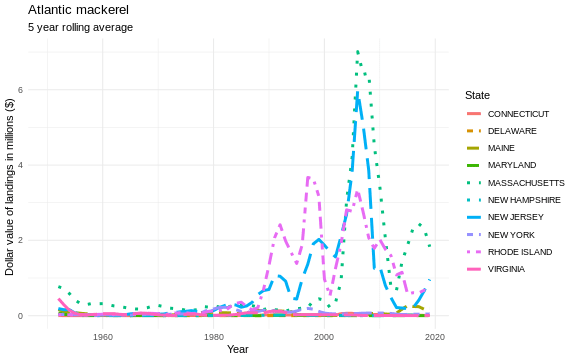 Atlantic mackerel
5 year rolling average
Dollar value of landings in millions ($)
6
4
2
0
1960
1980
2000
2020
Year
State
CONNECTICUT
DELAWARE
MAINE
MARYLAND
MASSACHUSETTS
NEW HAMPSHIRE
NEW JERSEY
NEW YORK
RHODE ISLAND
VIRGINIA